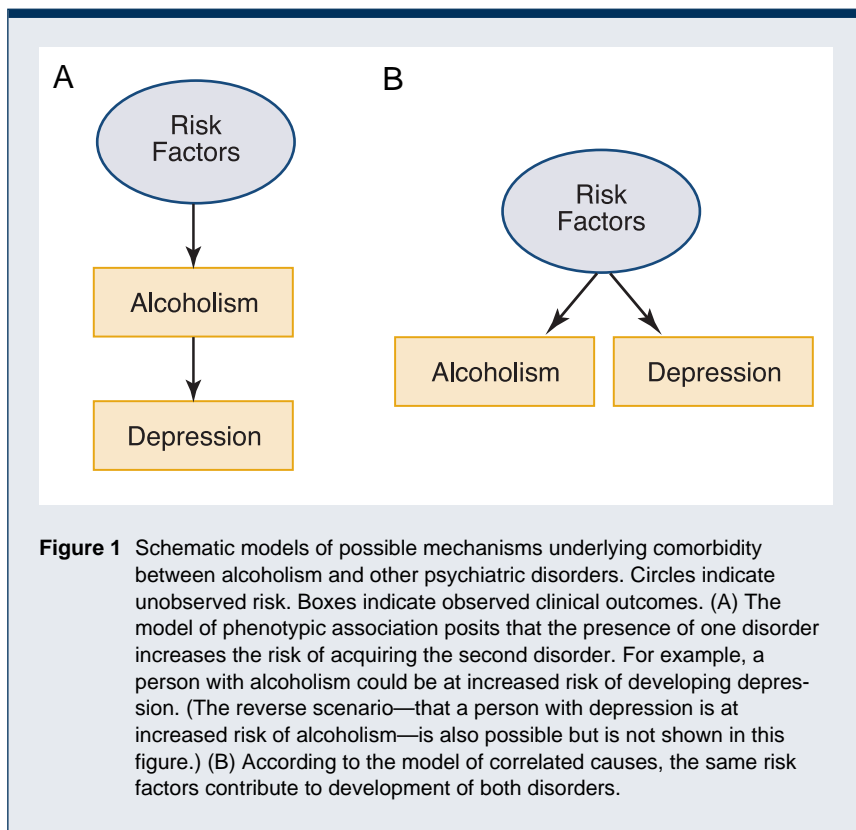 A
Risk
Factors
Alcoholism
Depression
B
Risk
Factors
Alcoholism
Depression
Figure 1 Schematic models of possible mechanisms underlying comorbidity
between alcoholism and other psychiatric disorders. Circles indicate
unobserved risk. Boxes indicate observed clinical outcomes. (A) The
model of phenotypic association posits that the presence of one disorder
increases the risk of acquiring the second disorder. For example, a
person with alcoholism could be at increased risk of developing depres-
sion. (The reverse scenario—that a person with depression is at
increased risk of alcoholism—is also possible but is not shown in this
figure.) (B) According to the model of correlated causes, the same risk
factors contribute to development of both disorders.